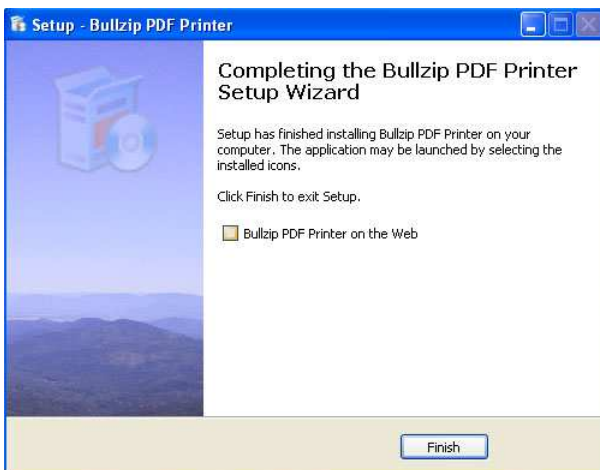 Setup - Bullzip PDF Printer
Completing the Bullzip PDF Printer
Setup Wizard
Setup has finished installing Bullzip PDF Printer on your
computer. The application may be launched by selecting the
installed icons.
Click Finish to exit Setup.
Bullzip PDF Printer on the Web
Finish